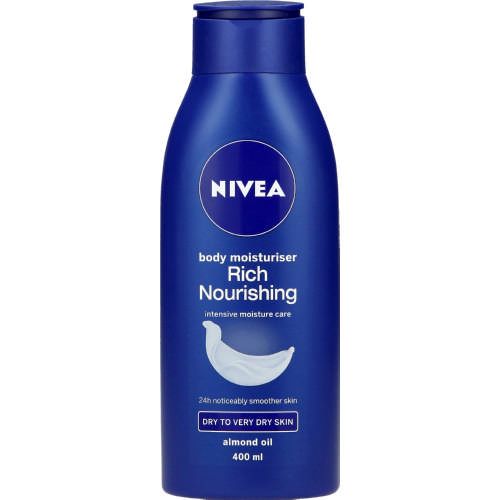 NIVEA
body moisturiser
Rich
Nourishing
intensive moisture care
24h noticeably smoother skin
DRY TO VERY DRY SKIN
almond oil
400 ml